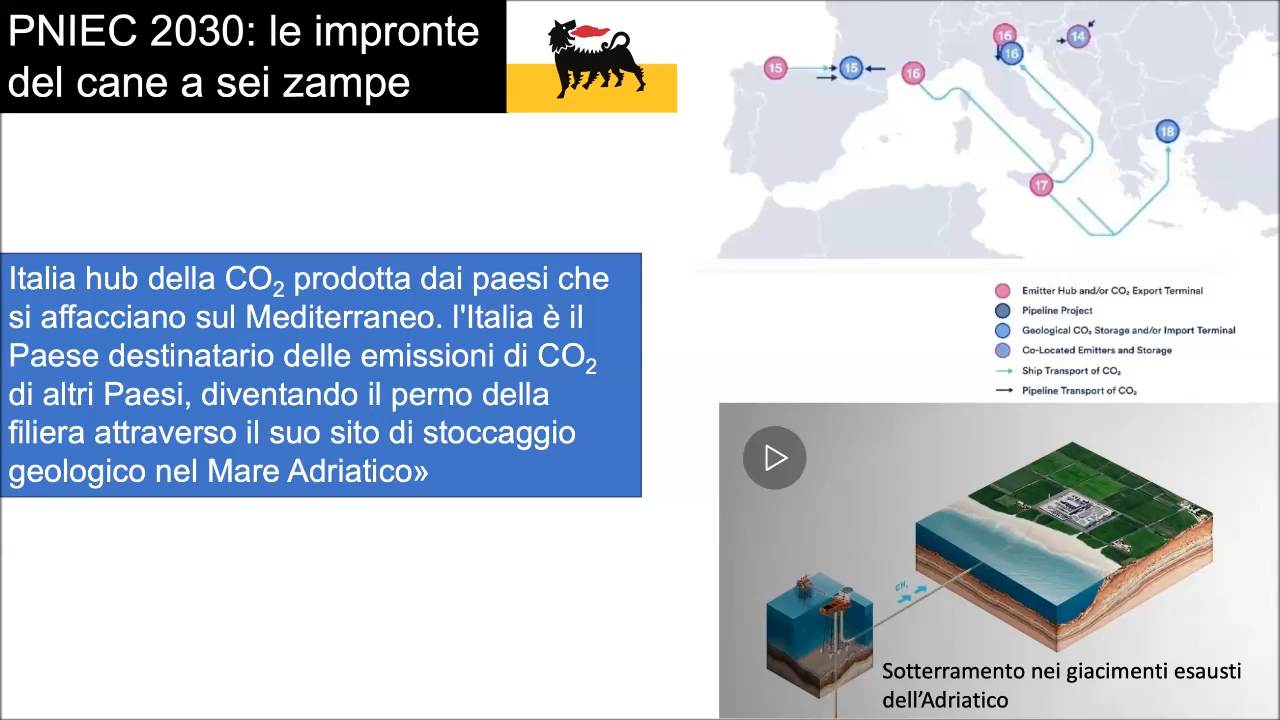 PNIEC 2030: le impronte
del cane a sei zampe
16
14
16
15
15
16
18
17
Italia hub della CO₂ prodotta dai paesi che
si affacciano sul Mediterraneo. l'Italia è il
Paese destinatario delle emissioni di CO₂
di altri Paesi, diventando il perno della
filiera attraverso il suo sito di stoccaggio
geologico nel Mare Adriatico»
Emitter Hub and/or CO₂ Export Terminal
Pipeline Project
Geological CO₂ Storage and/or Import Terminal
Co-Located Emitters and Storage
Ship Transport of CO₂
Pipeline Transport of CO₂
CH₄
Sotterramento nei giacimenti esausti
dell'Adriatico